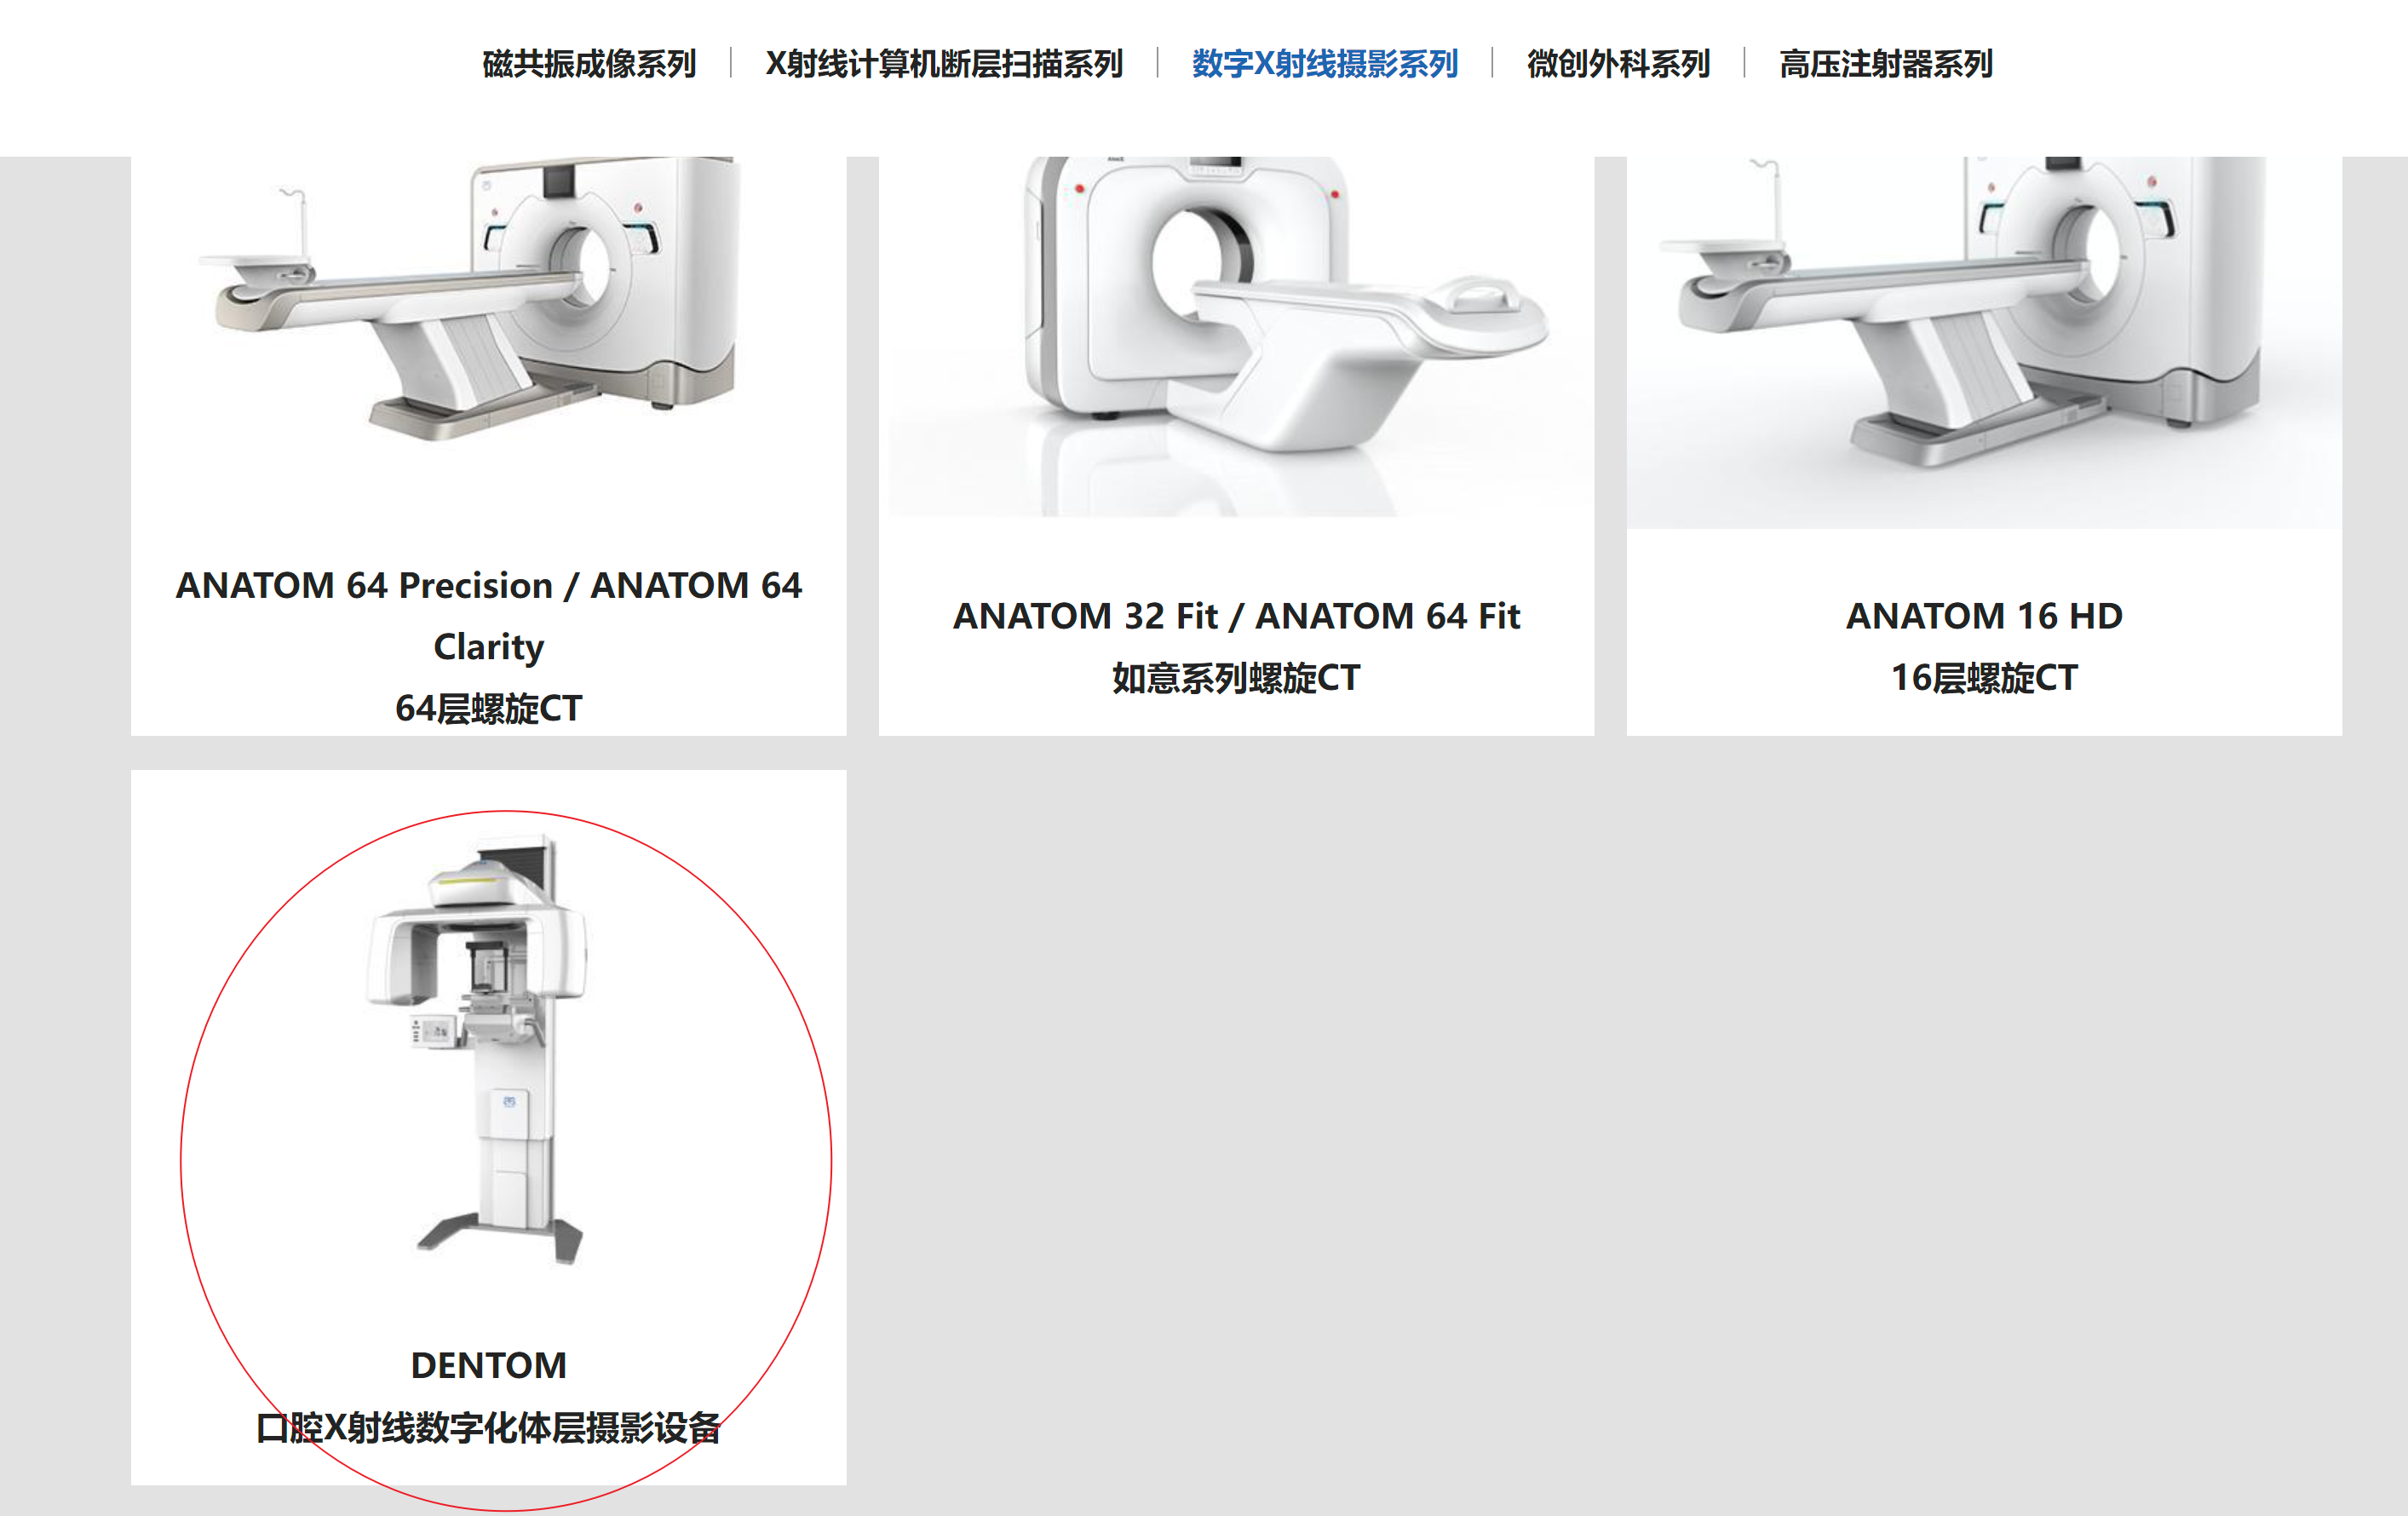 磁共振成像系列
X射线计算机断层扫描系列
数字X射线摄影系列
微创外科系列
高压注射器系列
ANATOM 64 Precision / ANATOM 64
Clarity
64层螺旋CT
ANATOM 32 Fit / ANATOM 64 Fit
如意系列螺旋CT
ANATOM 16 HD
16层螺旋CT
DENTOM
口腔X射线数字化体层摄影设备